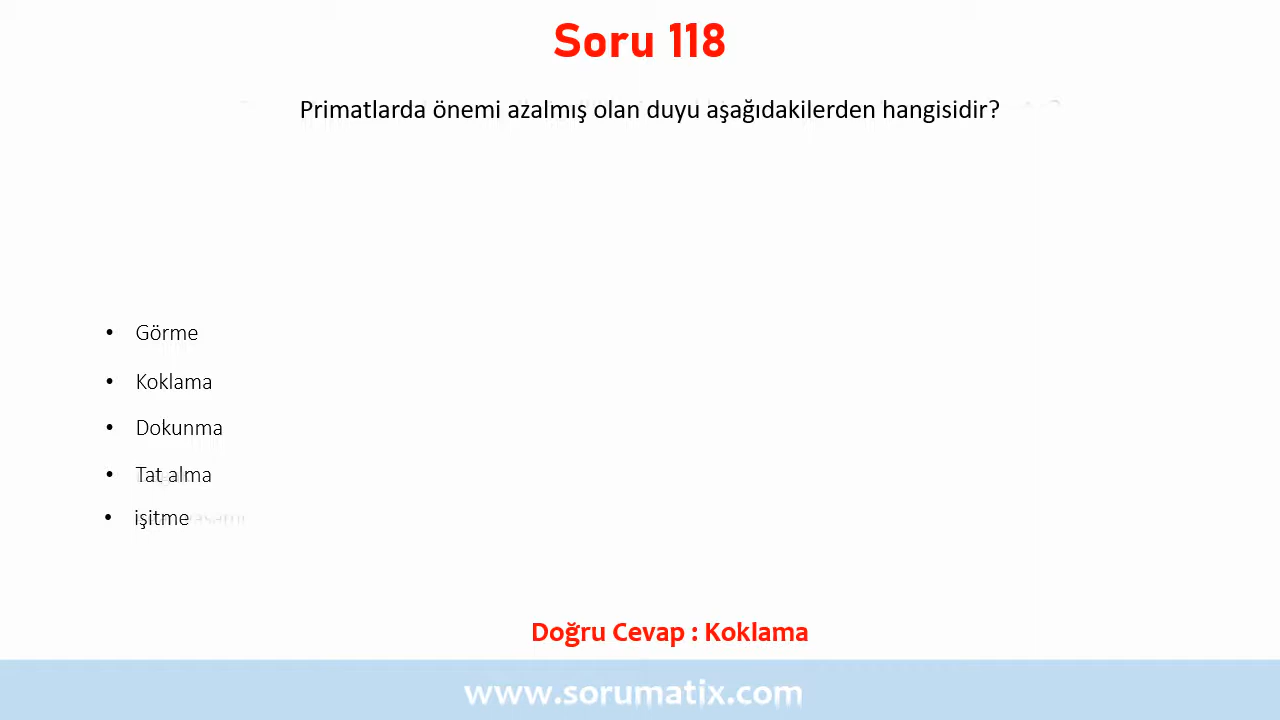 Soru 118
Primatlarda önemi azalmış olan duyu aşağıdakilerden hangisidir?
• Görme
• Koklama
• Dokunma
• Tat alma
• işitme
Doğru Cevap : Koklama
www.sorumatix.com